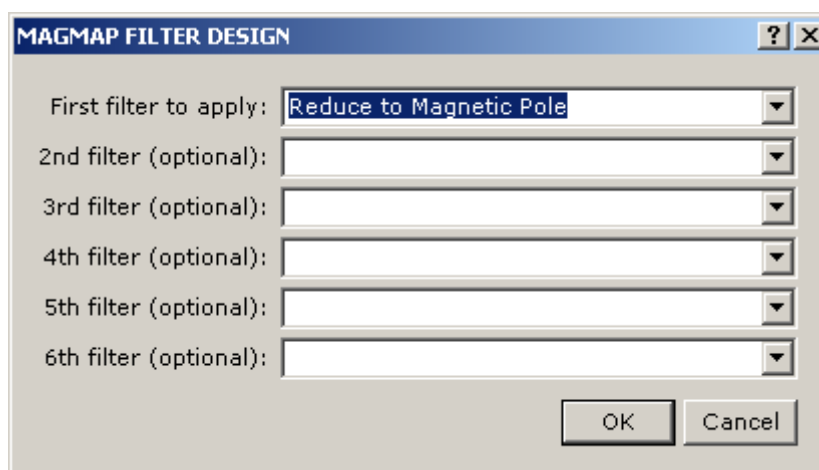 MAGMAP FILTER DESIGN
First filter to apply: Reduce to Magnetic Pole
2nd filter (optional):
3rd filter (optional):
4th filter (optional):
5th filter (optional):
6th filter (optional):
OK Cancel